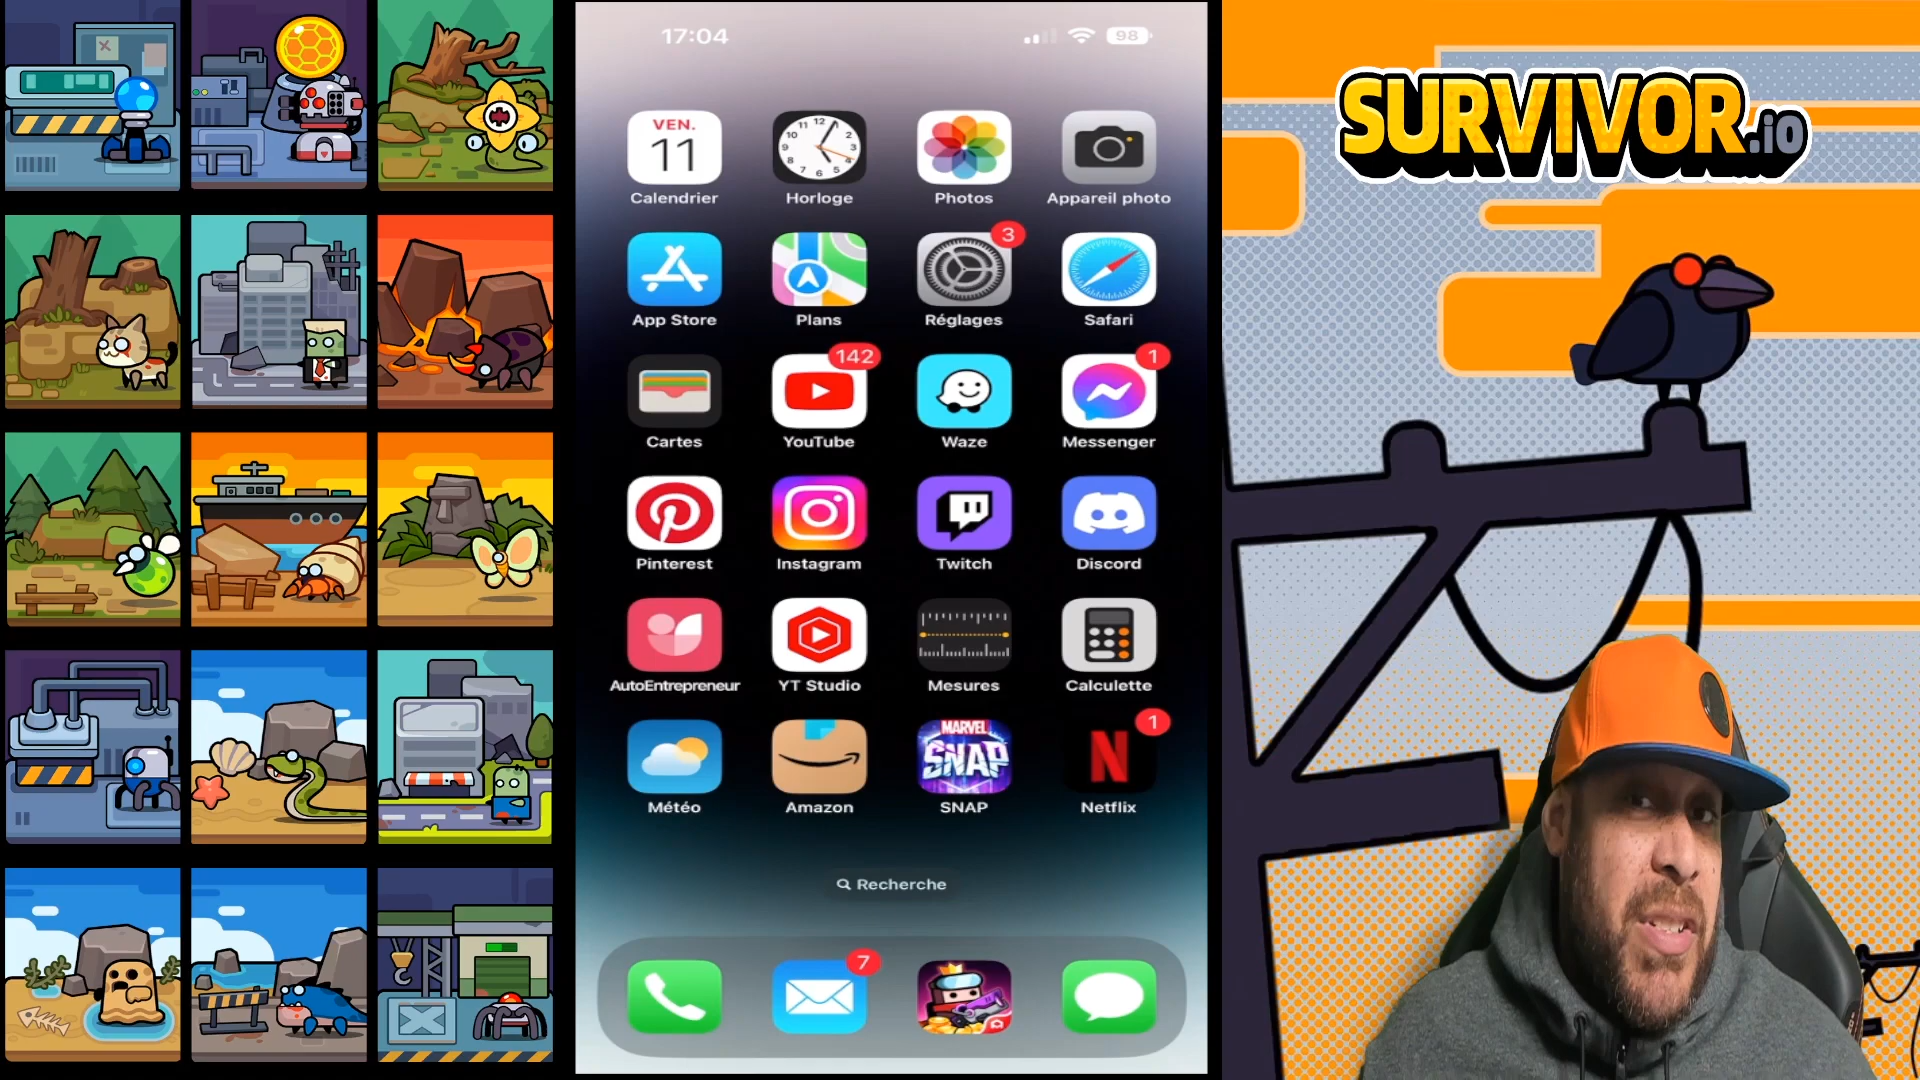 17:04
98
SURVIVOR.io
VEN.
11
12
Calendrier
Horloge
Photos
Appareil photo
3
App Store
Plans
Réglages
Safari
142
1
Cartes
YouTube
Waze
Messenger
Pinterest
Instagram
Twitch
Discord
AutoEntrepreneur
YT Studio
Mesures
Calculette
MARVEL
SNAP
N
1
Météo
Amazon
SNAP
Netflix
Recherche
7